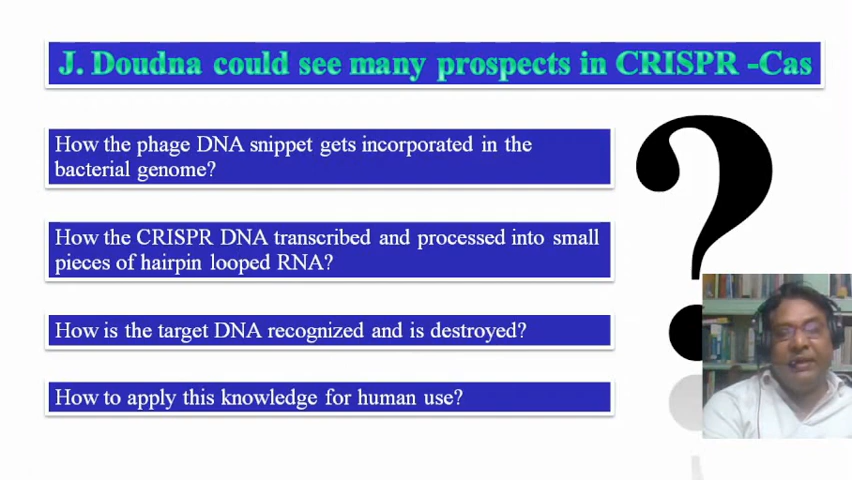 J. Doudna could see many prospects in CRISPR -Cas
How the phage DNA snippet gets incorporated in the
bacterial genome?
How the CRISPR DNA transcribed and processed into small
pieces of hairpin looped RNA?
How is the target DNA recognized and is destroyed?
How to apply this knowledge for human use?
?